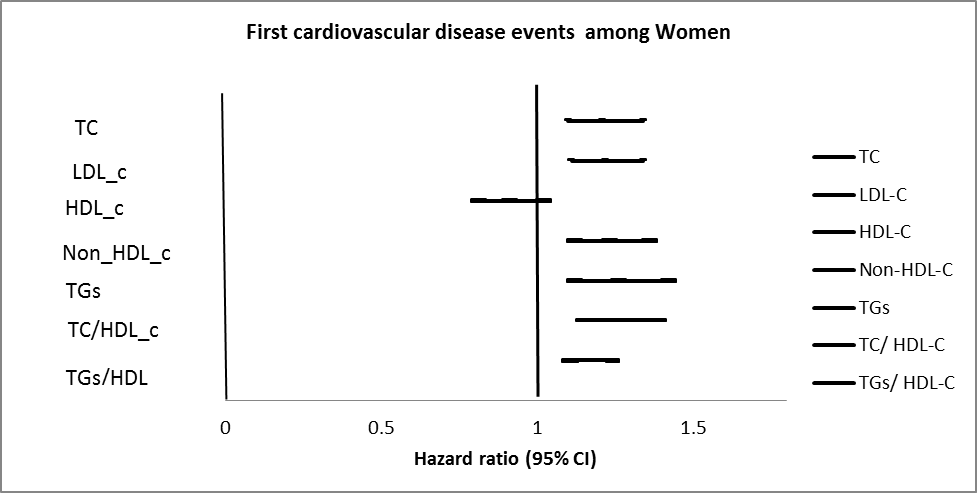 First cardiovascular disease events among Women
TC
LDL_c
HDL_c
Non_HDL_c
TGs
TC/HDL_c
TGs/HDL
TC
LDL-C
HDL-C
Non-HDL-C
TGs
TC/ HDL-C
TGs/ HDL-C
0 0.5 1 1.5
Hazard ratio (95% CI)